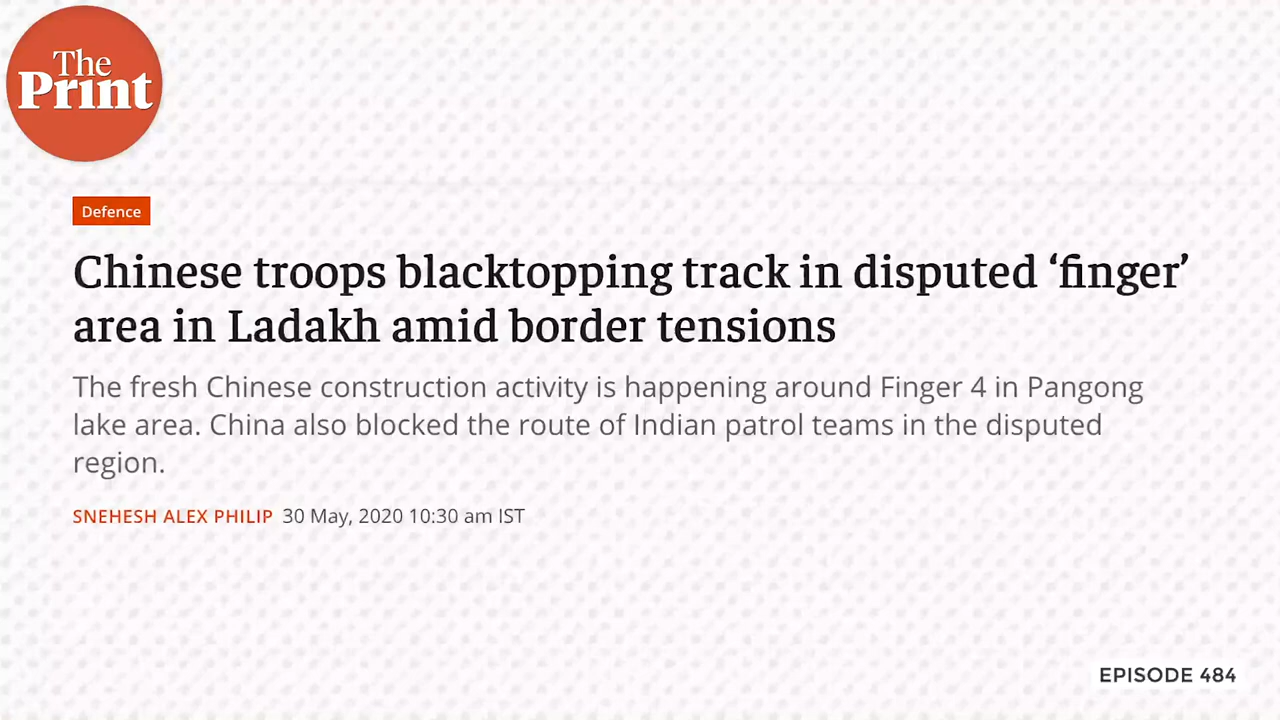 The
Print
Defence
Chinese troops blacktopping track in disputed ‘finger’
area in Ladakh amid border tensions
The fresh Chinese construction activity is happening around Finger 4 in Pangong
lake area. China also blocked the route of Indian patrol teams in the disputed
region.
SNEHESH ALEX PHILIP 30 May, 2020 10:30 am IST
EPISODE 484